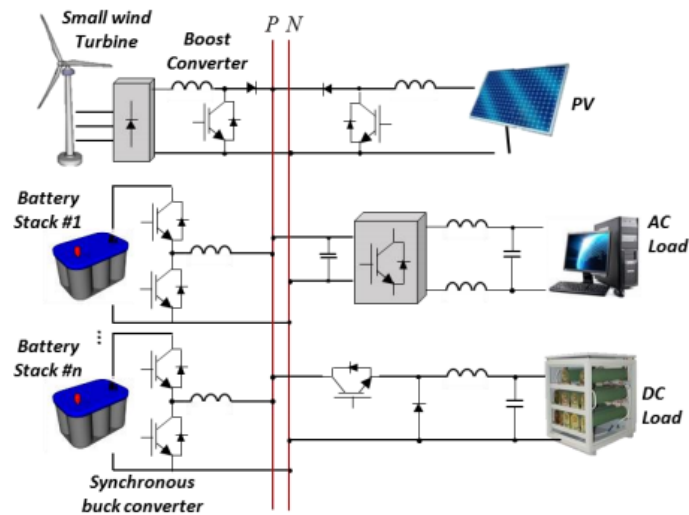 Small wind
Turbine
P N
Boost
Converter
PV
Battery
Stack #1
AC
Load
Battery
Stack #n
DC
Load
Synchronous
buck converter